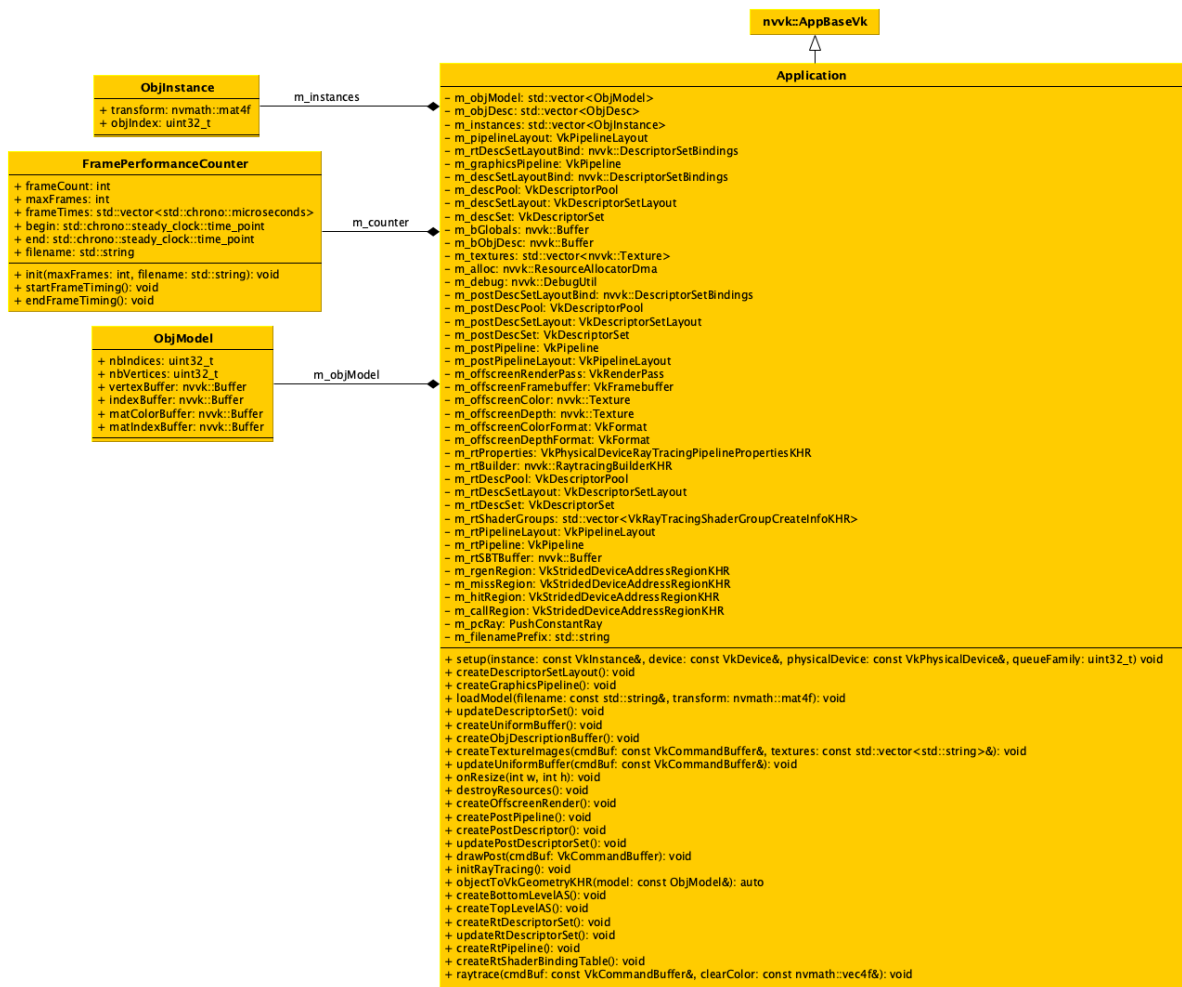 nvvk::AppBaseVk
ObjInstance
+ transform: nvmath::mat4f
+ objIndex: uint32_t
m_instances
FramePerformanceCounter
+ frameCount: int
+ maxFrames: int
+ frameTimes: std::vector<std::chrono::microseconds>
+ begin: std::chrono::steady_clock::time_point
+ end: std::chrono::steady_clock::time_point
+ filename: std::string
+ init(maxFrames: int, filename: std::string): void
+ startFrameTiming(): void
+ endFrameTiming(): void
m_counter
ObjModel
+ nbIndices: uint32_t
+ nbVertices: uint32_t
+ vertexBuffer: nvvk::Buffer
+ indexBuffer: nvvk::Buffer
+ matColorBuffer: nvvk::Buffer
+ matIndexBuffer: nvvk::Buffer
m_objModel
Application
- m_objModel: std::vector<ObjModel>
- m_objDesc: std::vector<ObjDesc>
- m_instances: std::vector<ObjInstance>
- m_pipelineLayout: VkPipelineLayout
- m_rtDescSetLayoutBind: nvvk::DescriptorSetBindings
- m_graphicsPipeline: VkPipeline
- m_descSetLayoutBind: nvvk::DescriptorSetBindings
- m_descPool: VkDescriptorPool
- m_descSetLayout: VkDescriptorSetLayout
- m_descSet: VkDescriptorSet
- m_bGlobals: nvvk::Buffer
- m_bObjDesc: nvvk::Buffer
- m_textures: std::vector<nvvk::Texture>
- m_alloc: nvvk::ResourceAllocatorDma
- m_debug: nvvk::DebugUtil
- m_postDescSetLayoutBind: nvvk::DescriptorSetBindings
- m_postDescPool: VkDescriptorPool
- m_postDescSetLayout: VkDescriptorSetLayout
- m_postDescSet: VkDescriptorSet
- m_postPipeline: VkPipeline
- m_postPipelineLayout: VkPipelineLayout
- m_offscreenRenderPass: VkRenderPass
- m_offscreenFramebuffer: VkFramebuffer
- m_offscreenColor: nvvk::Texture
- m_offscreenDepth: nvvk::Texture
- m_offscreenColorFormat: VkFormat
- m_offscreenDepthFormat: VkFormat
- m_rtProperties: VkPhysicalDeviceRayTracingPipelinePropertiesKHR
- m_rtBuilder: nvvk::RaytracingBuilderKHR
- m_rtDescPool: VkDescriptorPool
- m_rtDescSetLayout: VkDescriptorSetLayout
- m_rtDescSet: VkDescriptorSet
- m_rtShaderGroups: std::vector<VkRayTracingShaderGroupCreateInfoKHR>
- m_rtPipelineLayout: VkPipelineLayout
- m_rtPipeline: VkPipeline
- m_rtSBTBuffer: nvvk::Buffer
- m_rgenRegion: VkStridedDeviceAddressRegionKHR
- m_missRegion: VkStridedDeviceAddressRegionKHR
- m_hitRegion: VkStridedDeviceAddressRegionKHR
- m_callRegion: VkStridedDeviceAddressRegionKHR
- m_pcRay: PushConstantRay
- m_filenamePrefix: std::string
+ setup(instance: const VkInstance&, device: const VkDevice&, physicalDevice: const VkPhysicalDevice&, queueFamily: uint32_t) void
+ createDescriptorSetLayout(): void
+ createGraphicsPipeline(): void
+ loadModel(filename: const std::string&, transform: nvmath::mat4f): void
+ updateDescriptorSet(): void
+ createUniformBuffer(): void
+ createObjDescriptionBuffer(): void
+ createTextureImages(cmdBuf: const VkCommandBuffer&, textures: const std::vector<std::string>&): void
+ updateUniformBuffer(cmdBuf: const VkCommandBuffer&): void
+ onResize(int w, int h): void
+ destroyResources(): void
+ createOffscreenRender(): void
+ createPostPipeline(): void
+ createPostDescriptor(): void
+ updatePostDescriptorSet(): void
+ drawPost(cmdBuf: VkCommandBuffer): void
+ initRayTracing(): void
+ objectToVkGeometryKHR(model: const ObjModel&): auto
+ createBottomLevelAS(): void
+ createTopLevelAS(): void
+ createRtDescriptorSet(): void
+ updateRtDescriptorSet(): void
+ createRtPipeline(): void
+ createRtShaderBindingTable(): void
+ raytrace(cmdBuf: const VkCommandBuffer&, clearColor: const nvmath::vec4f&): void